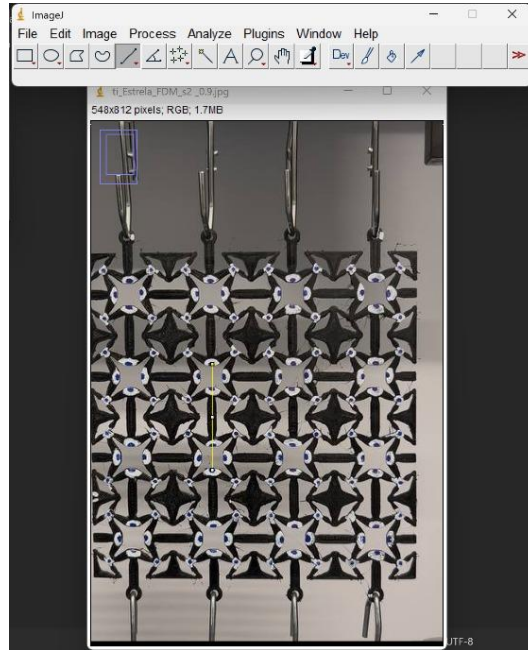 ImageJ
File Edit Image Process Analyze Plugins Window Help
Dev
ti_Estrela_FDM_s2 _0.9.jpg
548x812 pixels; RGB; 1.7MB
UTF-8